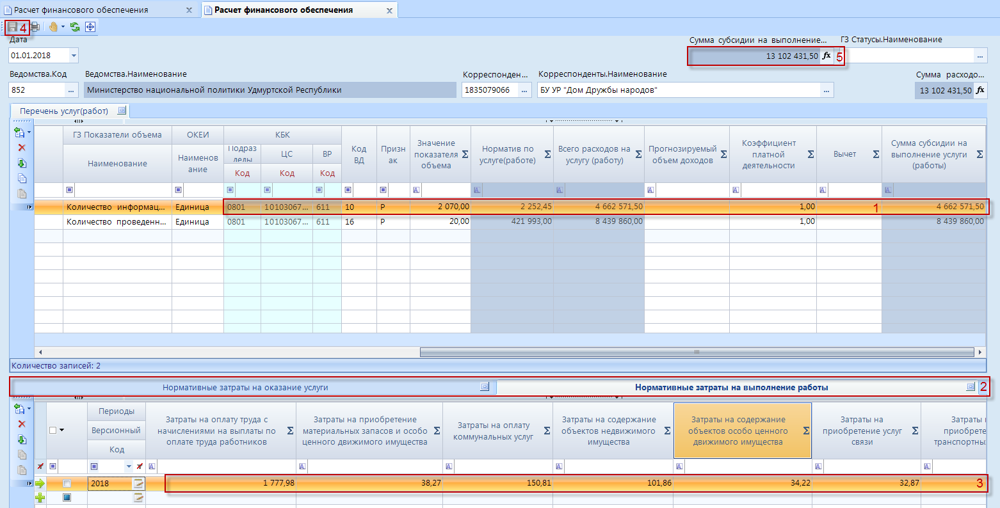 Расчет финансового обеспечения
Расчет финансового обеспечения
4
Дата
Сумма субсидии на выполнение...
ГЗ Статусы.Наименование
01.01.2018
13 102 431,50 fx
5
...
Ведомства.Код
Ведомства.Наименование
Корреспонден...
Корреспонденты.Наименование
Сумма расходо...
852 ...
Министерство национальной политики Удмуртской Республики
1835079066 ...
БУ УР "Дом Дружбы народов" ...
13 102 431,50 fx
Перечень услуг(работ)
ГЗ Показатели объема
ОКЕИ
КБК
Наименование
Наименов
ание
Подраз
делы
ЦС
ВР
Код
Код
Код
Код
ВД
Призн
ак
Значение
показателя Σ
объема
Норматив по Σ
услуге(работе)
Всего расходов на Σ
услугу (работу)
Прогнозируемый Σ
объем доходов
Коэффициент
платной Σ
деятельности
Вычет Σ
Сумма субсидии на
выполнение услуги Σ
(работы)
A A A A A A A
Количество информац... Единица 0801 10103067... 611 10 Р 2 070,00 2 252,45 4 662 571,50 1,00 1 4 662 571,50
Количество проведенн... Единица 0801 10103067... 611 16 Р 20,00 421 993,00 8 439 860,00 1,00 8 439 860,00
Количество записей: 2
Нормативные затраты на оказание услуги
Нормативные затраты на выполнение работы
2
Периоды
Версионный
Код
Затраты на оплату труда с
начислениями на выплаты по Σ
оплате труда работников
Затраты на приобретение
материальных запасов и особо Σ
ценного движимого имущества
Затраты на оплату Σ
коммунальных услуг
Затраты на содержание
объектов недвижимого Σ
имущества
Затраты на содержание
объектов особо ценного Σ
движимого имущества
Затраты на
приобретение услуг Σ
связи
Затраты
приобрете
транспортных
A A A A A A A
2018 1 777,98 38,27 150,81 101,86 34,22 32,87 3